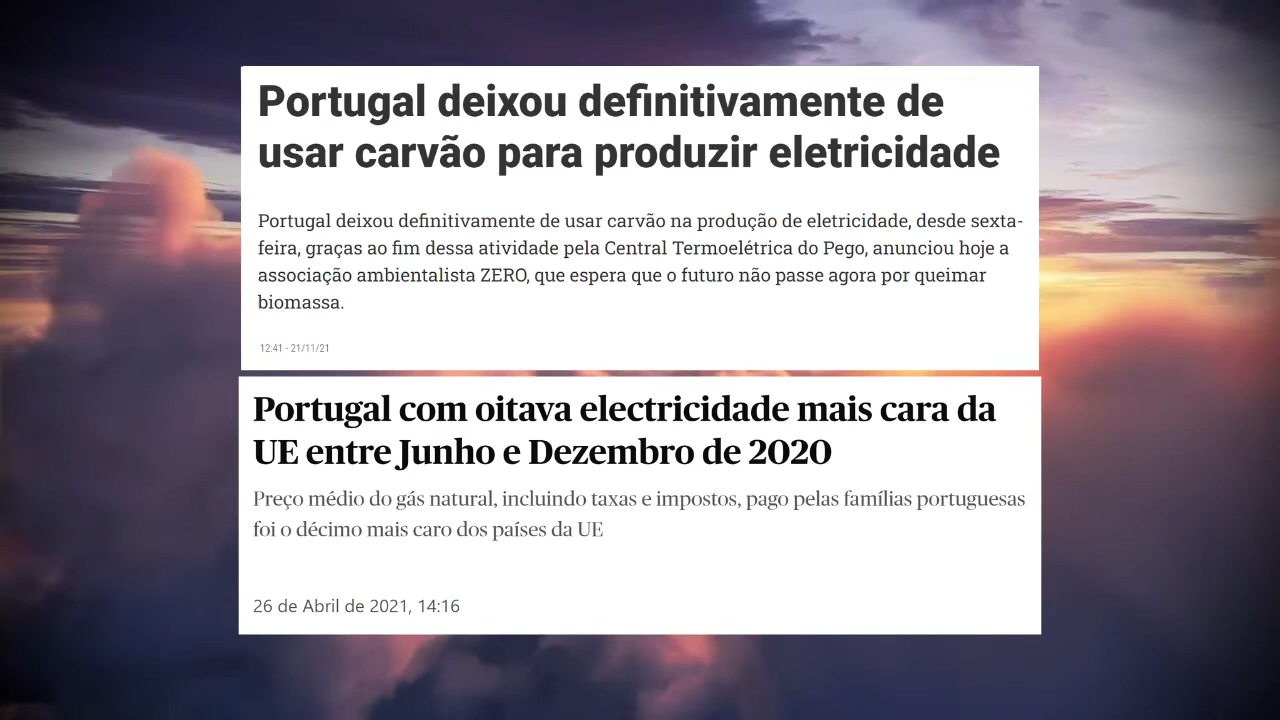 Portugal deixou definitivamente de
usar carvão para produzir eletricidade
Portugal deixou definitivamente de usar carvão na produção de eletricidade, desde sexta-
feira, graças ao fim dessa atividade pela Central Termoelétrica do Pego, anunciou hoje a
associação ambientalista ZERO, que espera que o futuro não passe agora por queimar
biomassa.
12:41 - 21/11/21
Portugal com oitava electricidade mais cara da
UE entre Junho e Dezembro de 2020
Preço médio do gás natural, incluindo taxas e impostos, pago pelas famílias portuguesas
foi o décimo mais caro dos países da UE
26 de Abril de 2021, 14:16